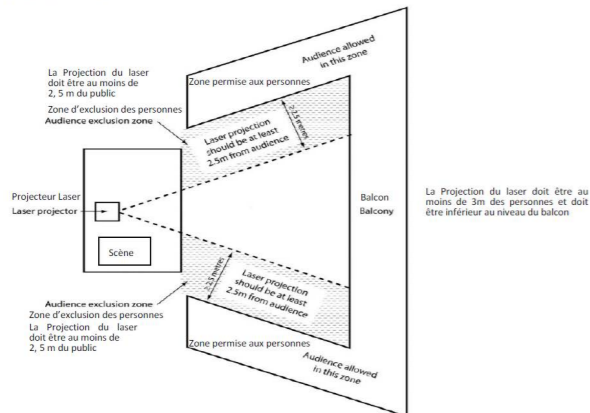 Audience allowed
in this zone
La Projection du laser
doit être au moins de
2, 5 m du public
Zone permise aux personnes
Zone d'exclusion des personnes
Audience exclusion zone
Laser projection
should be at least
2.5m from audience
≥2.5 metres
Projecteur Laser
Laser projector
Scène
Balcon
Balcony
La Projection du laser doit être au
moins de 3m des personnes et doit
être inférieur au niveau du balcon
≥2.5 metres
Laser projection
should be at least
2.5m from audience
Audience exclusion zone
Zone d'exclusion des personnes
La Projection du laser
doit être au moins de
2, 5 m du public
Zone permise aux personnes
Audience allowed
in this zone